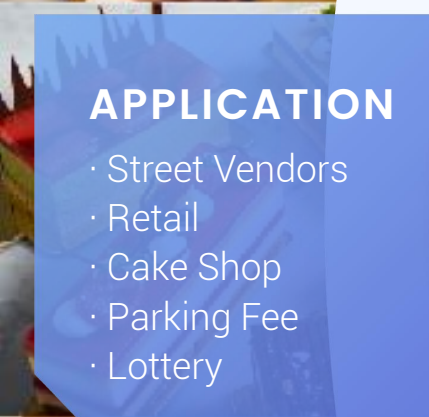 APPLICATION
· Street Vendors
· Retail
· Cake Shop
· Parking Fee
· Lottery